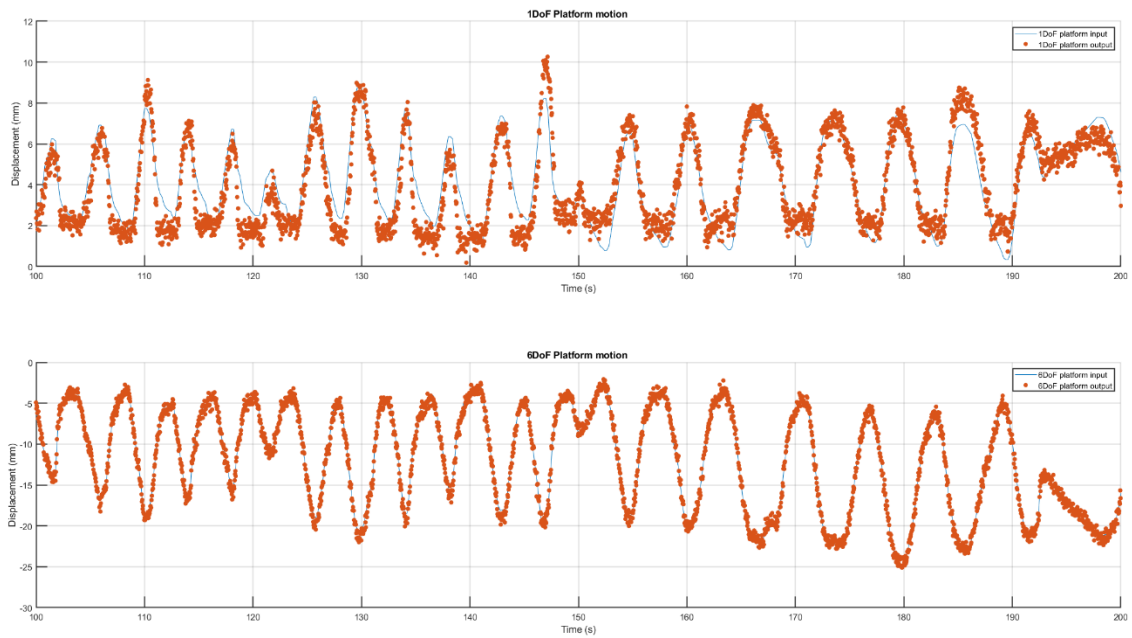 1DoF Platform motion
12
10
8
6
4
2
0
Displacement (mm)
1DoF platform input
1DoF platform output
100 110 120 130 140 150 160 170 180 190 200
Time (s)
6DoF Platform motion
0
-5
-10
-15
-20
-25
-30
Displacement (mm)
6DoF platform input
6DoF platform output
100 110 120 130 140 150 160 170 180 190 200
Time (s)